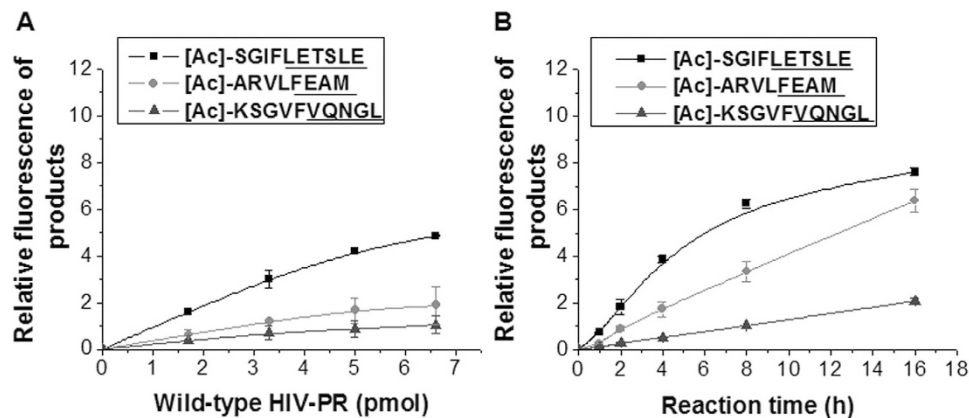 A
[Ac]-SGIFLETSLE
[Ac]-ARVLFEAM
[Ac]-KSGVFVQNGL
Relative fluorescence of
products
12
10
8
6
4
2
0
0 1 2 3 4 5 6 7
Wild-type HIV-PR (pmol)
B
[Ac]-SGIFLETSLE
[Ac]-ARVLFEAM
[Ac]-KSGVFVQNGL
Relative fluorescence of
products
12
10
8
6
4
2
0
0 2 4 6 8 10 12 14 16 18
Reaction time (h)